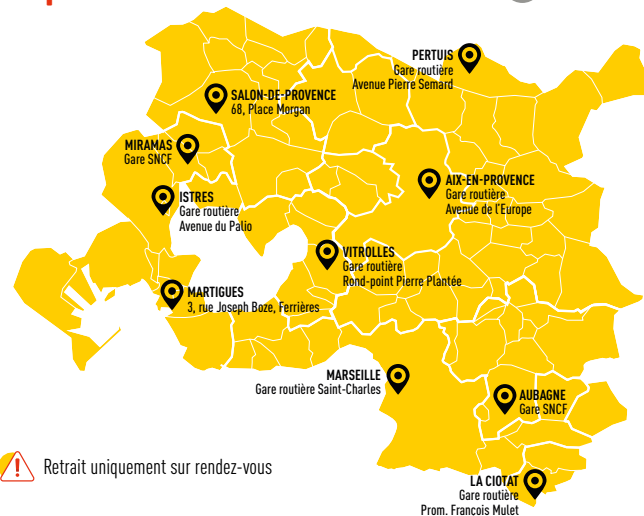 PERTUIS
Gare routière
Avenue Pierre Semard
SALON-DE-PROVENCE
68, Place Morgan
MIRAMAS
Gare SNCF
AIX-EN-PROVENCE
Gare routière
Avenue de l'Europe
ISTRES
Gare routière
Avenue du Palio
VITROLLES
Gare routière
Rond-point Pierre Plantée
MARTIGUES
3, rue Joseph Boze, Ferrières
MARSEILLE
Gare routière Saint-Charles
AUBAGNE
Gare SNCF
! Retrait uniquement sur rendez-vous
LA CIOTAT
Gare routière
Prom. François Mulet